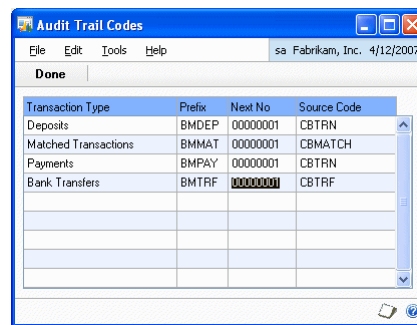 Audit Trail Codes
File Edit Tools Help sa Fabrikam, Inc. 4/12/2007
Done
Transaction Type Prefix Next No Source Code
Deposits BMDEP 00000001 CBTRN
Matched Transactions BMMAT 00000001 CBMATCH
Payments BMPAY 00000001 CBTRN
Bank Transfers BMTRF 00000001 CBTRF